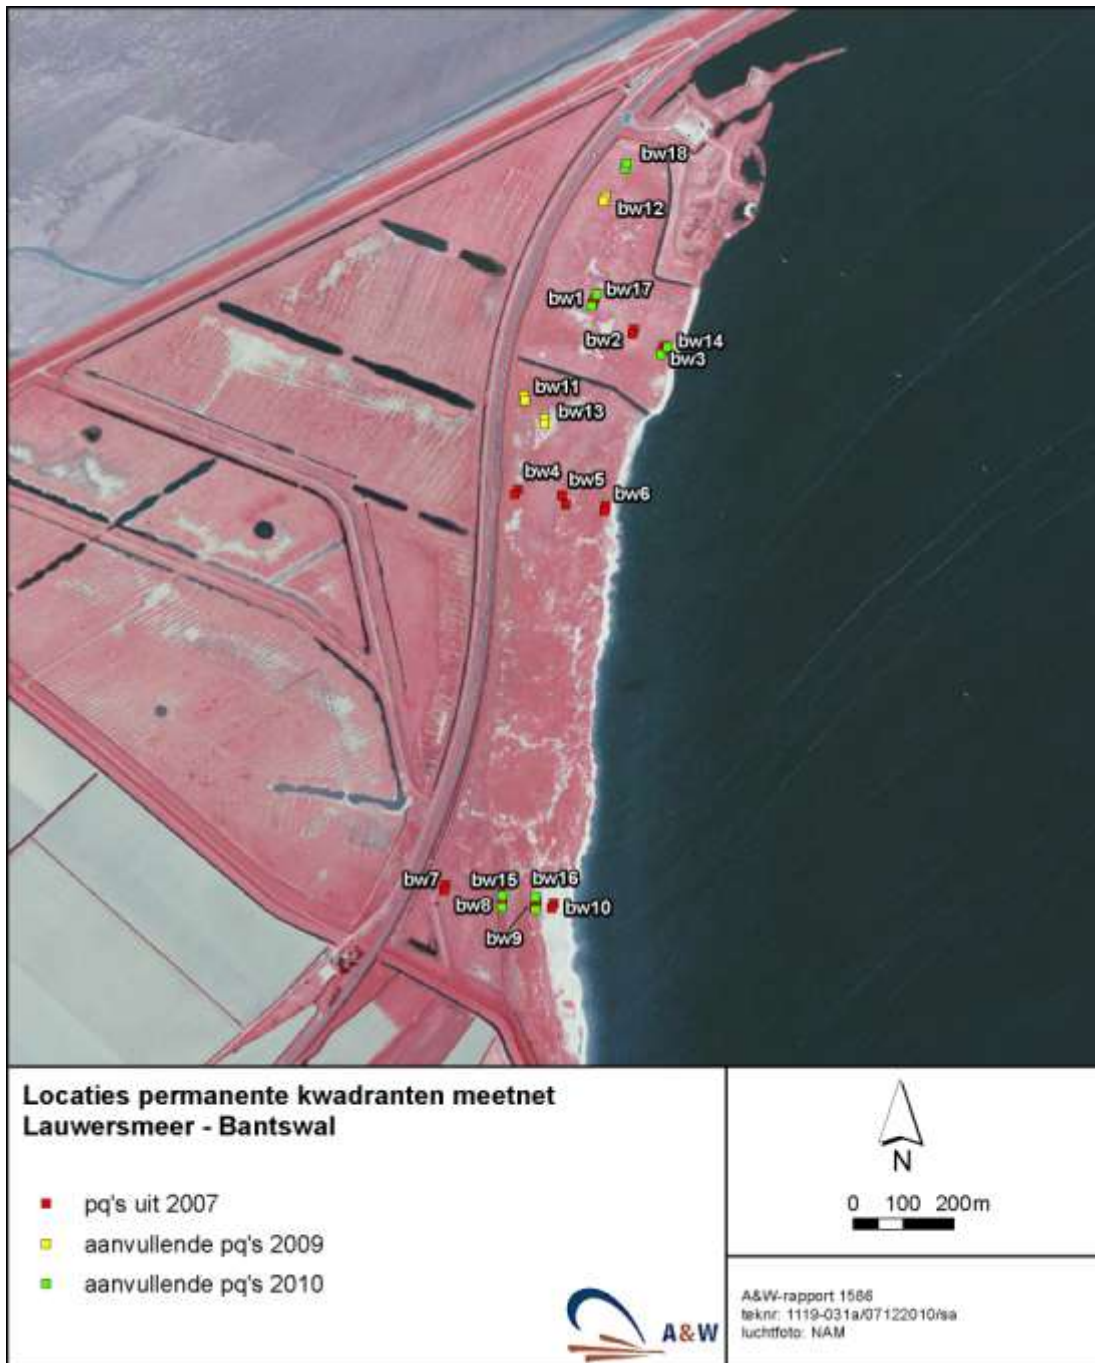 bw18
bw12
bw17
bw1
bw2
bw14
bw3
bw11
bw13
bw4
bw5
bw6
bw7
bw15
bw16
bw8
bw10
bw9
Locaties permanente kwadranten meetnet
Lauwersmeer - Bantswal
pq's uit 2007
aanvullende pq's 2009
aanvullende pq's 2010
A&W
N
0 100 200m
A&W-rapport 1586
teknr: 1119-031a/07122010/sa
luchtfoto: NAM